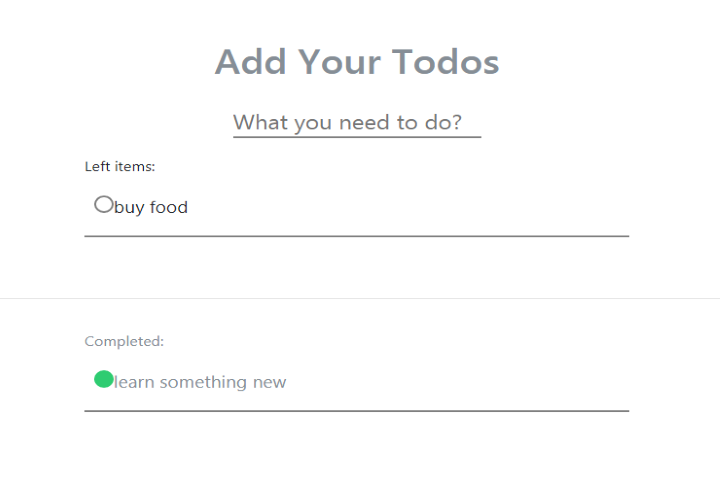 Add Your Todos
What you need to do?
Left items:
buy food
Completed:
learn something new